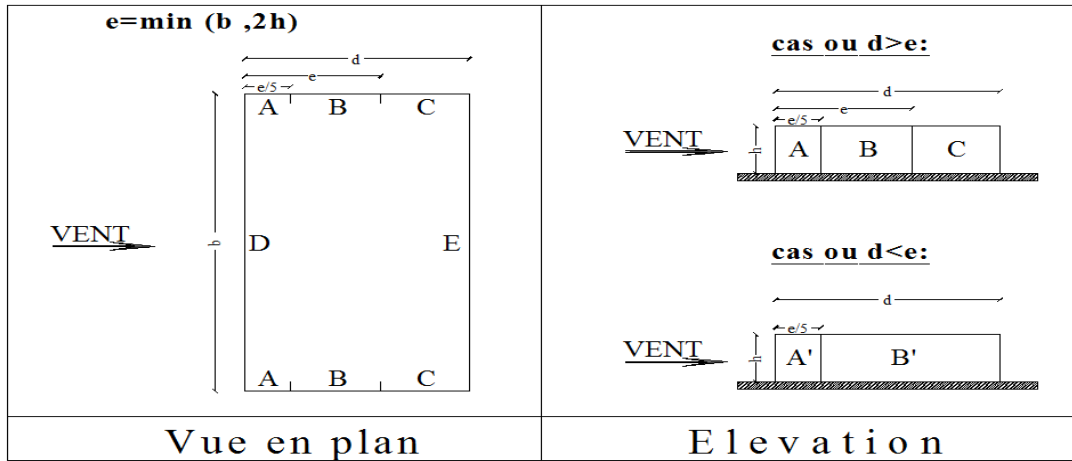 e=min (b ,2h)
d
e
e/5
A B C
b
VENT
D E
A B C
Vue en plan
cas ou d>e:
d
e
e/5
VENT
h
A B C
cas ou d<e:
d
e/5
VENT
h
A' B'
Elevation